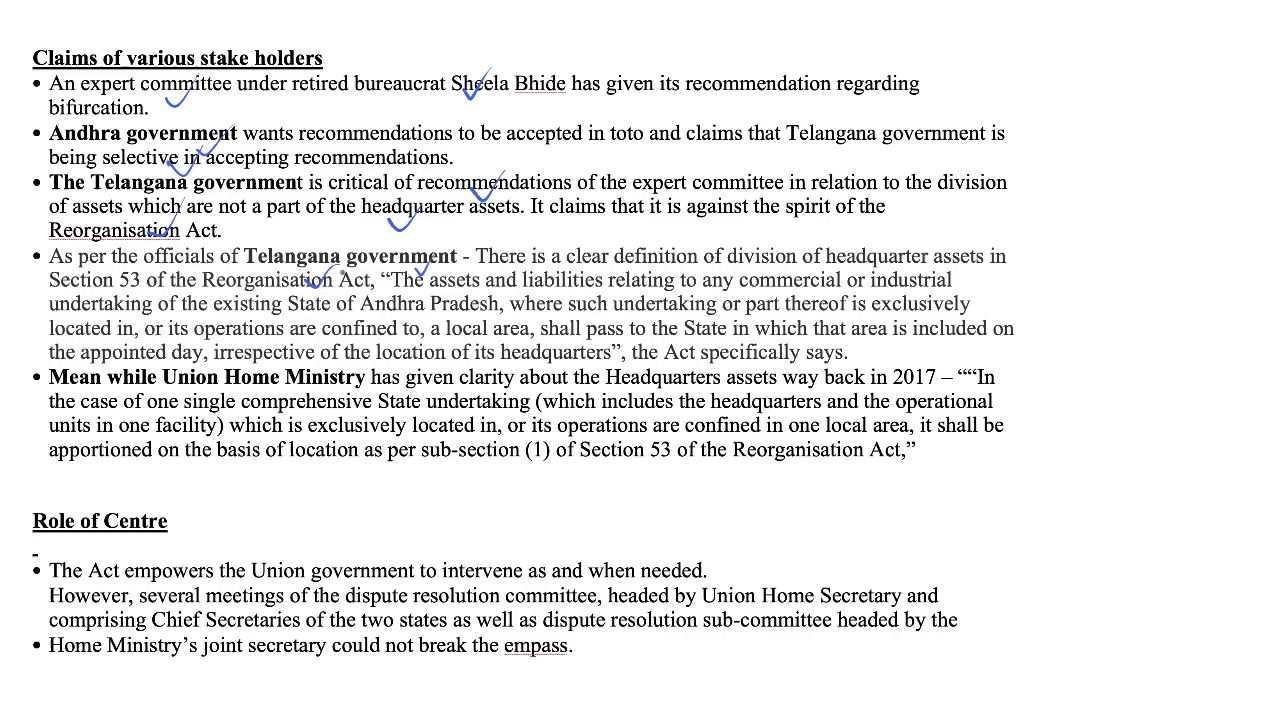 Claims of various stake holders
• An expert committee under retired bureaucrat Sheela Bhide has given its recommendation regarding
bifurcation.
• Andhra government wants recommendations to be accepted in toto and claims that Telangana government is
being selective in accepting recommendations.
• The Telangana government is critical of recommendations of the expert committee in relation to the division
of assets which are not a part of the headquarter assets. It claims that it is against the spirit of the
Reorganisation Act.
• As per the officials of Telangana government - There is a clear definition of division of headquarter assets in
Section 53 of the Reorganisation Act, “The assets and liabilities relating to any commercial or industrial
undertaking of the existing State of Andhra Pradesh, where such undertaking or part thereof is exclusively
located in, or its operations are confined to, a local area, shall pass to the State in which that area is included on
the appointed day, irrespective of the location of its headquarters”, the Act specifically says.
• Mean while Union Home Ministry has given clarity about the Headquarters assets way back in 2017 – ““In
the case of one single comprehensive State undertaking (which includes the headquarters and the operational
units in one facility) which is exclusively located in, or its operations are confined in one local area, it shall be
apportioned on the basis of location as per sub-section (1) of Section 53 of the Reorganisation Act,”
Role of Centre
-
• The Act empowers the Union government to intervene as and when needed.
However, several meetings of the dispute resolution committee, headed by Union Home Secretary and
comprising Chief Secretaries of the two states as well as dispute resolution sub-committee headed by the
• Home Ministry’s joint secretary could not break the empass.